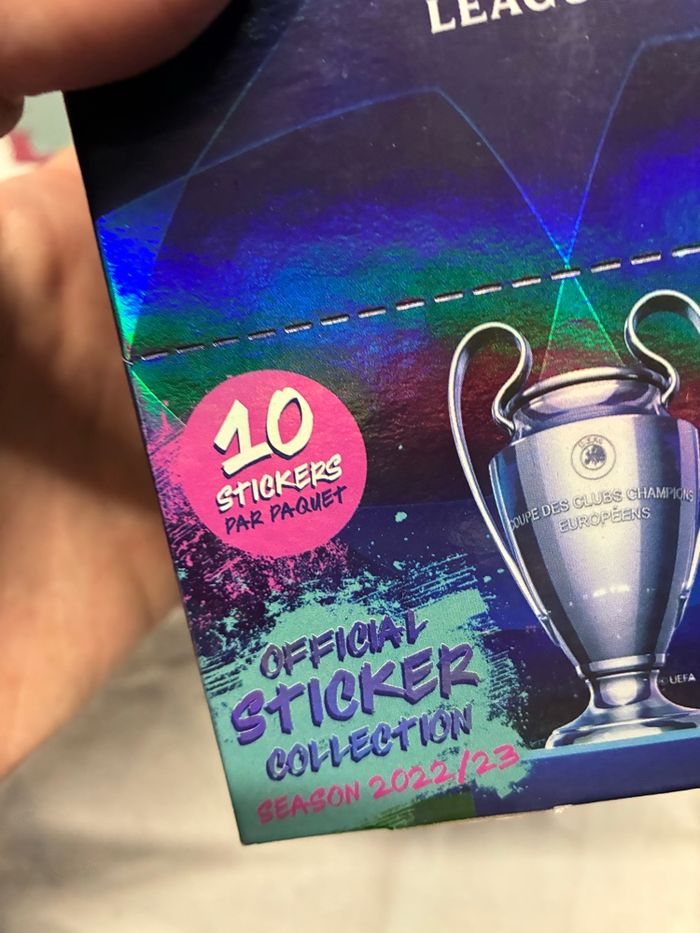 10
STICKERS
PAR PAQUET
COUPE DES CLUBS CHAMPIONS
EUROPÉENS
© UEFA
OFFICIAL
STICKER
COLLECTION
SEASON 2022/23